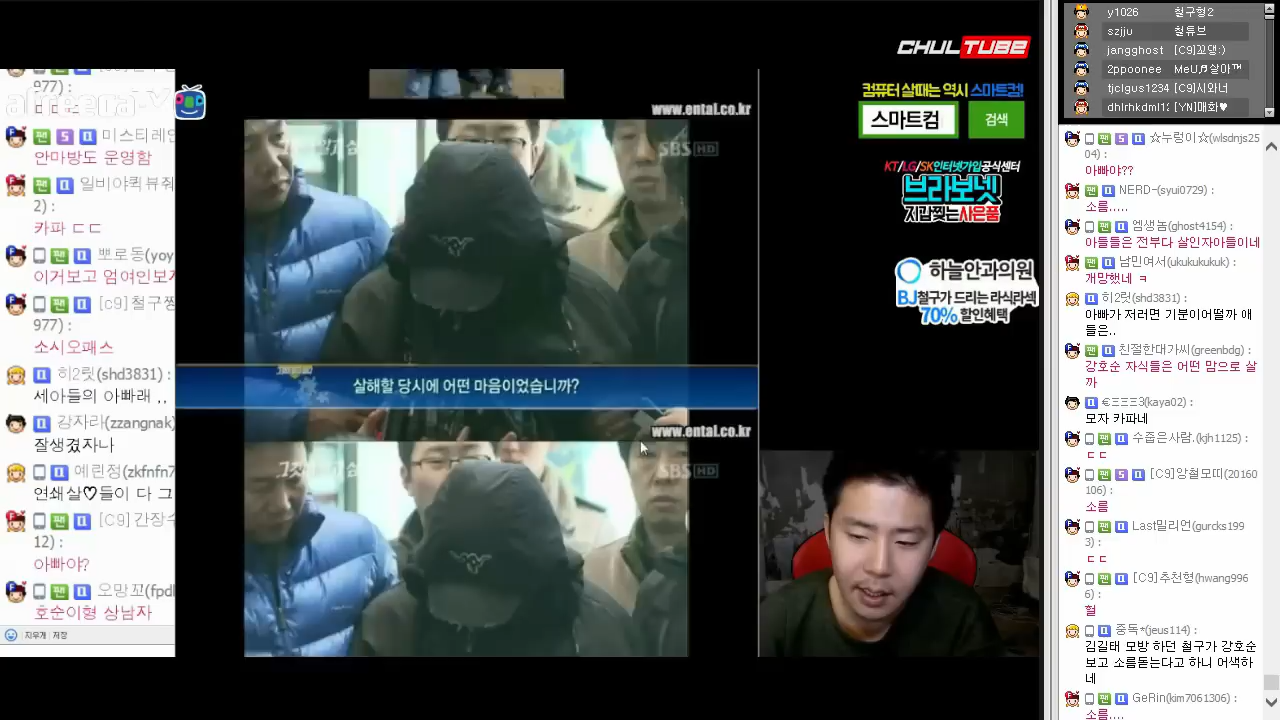 977) :
미스티레인
안마방도 운영함
일비야퀵뷰줘
2) :
카파 ㄷㄷ
뽀로동(yoy
이거보고 엄여인보자
[c9]철구짱
977) :
소시오패스
히2릿(shd3831) :
세아들의 아빠래 ,,
강자리(zzangnak)
잘생겼자나
예린정(zkfnfn7
연쇄살♡들이 다 그
[C9] 간장수
12) :
아빠야?
오망꼬(fpdl
호순이형 상남자
지우개 저장
www.ental.co.kr
SBS HD
살해할 당시에 어떤 마음이었습니까?
www.ental.co.kr
SBS HD
CHULTUBE
컴퓨터 살때는 역시 스마트컴!
스마트컴 검색
KT/LG/SK인터넷가입공식센터
브라보넷
지갑찢는사은품
하늘안과의원
BJ철구가 드리는 라식라섹
70% 할인혜택
y1026 철구형2
szjju 철튜브
jangghost [C9]꼬댕:)
2ppoonee MeU♬살아™
tjclgus1234 [C9]쟈너
dhlrhkdml12 [YN]매회♥
☆누렁이☆(wlsdnjs25
04) :
아빠야??
NERD-(syui0729) :
소름.....
엠생놈(ghost4154) :
아들들은 전부다 살인자아들이네
남민여서(ukukukukuk) :
개망했네 ㅋ
히2릿(shd3831) :
아빠가 저러면 기분이어떨까 애
들은..
친절한대가씨(greenbdg) :
강호순 자식들은 어떤 맘으로 살
까
€ΞΞΞ3(kaya02) :
모자 카파네
수옵은사람.(kjh1125) :
ㄷㄷ
[C9]앙철모띠(20160
106) :
소름
Last밀리언(gurcks199
3) :
ㄷㄷ
[C9]추천형(hwang996
6) :
헐
중독*(jeus114) :
김길태 모방 하던 철구가 강호순
보고 소름돋는다고 하니 어색하
네
GeRin(kim7061306) :
소름....